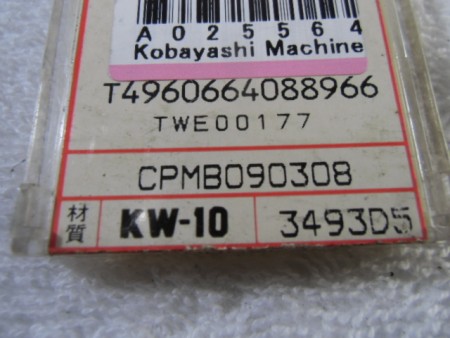 A025564
Kobayashi Machine
T4960664088966
TWE00177
CPMB090308
材質 KW-10 3493D5